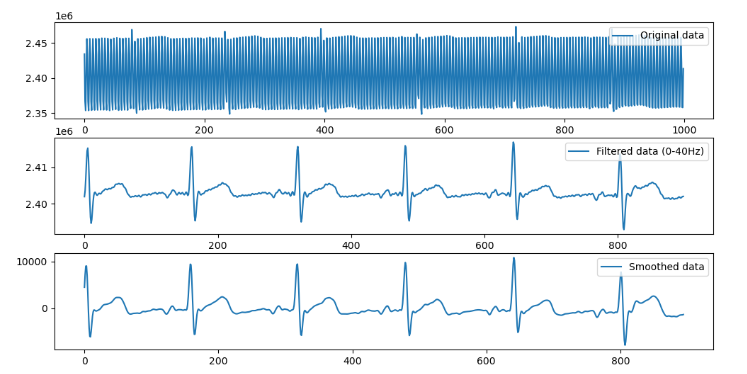 1e6
2.45
2.40
2.35
Original data
0 200 400 600 800 1000
1e6
2.41
2.40
Filtered data (0-40Hz)
0 200 400 600 800
10000
0
Smoothed data
0 200 400 600 800